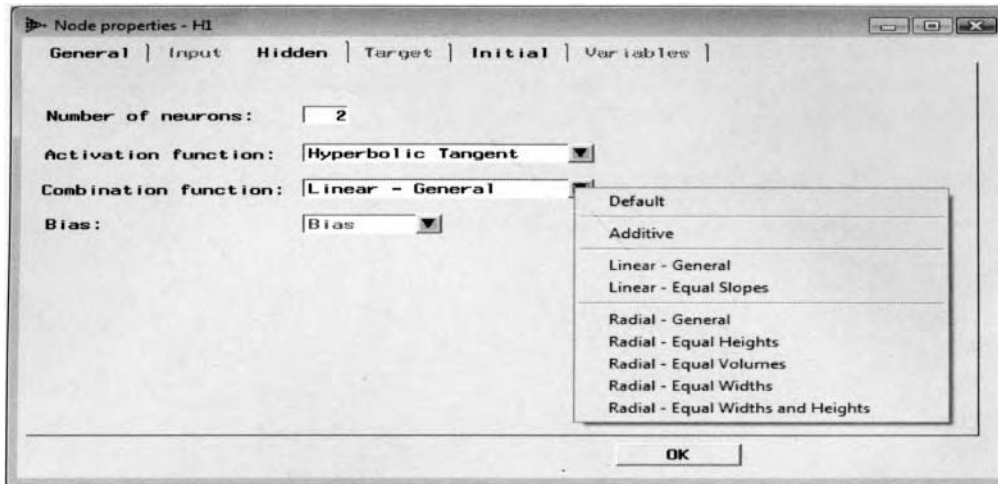 Node properties - H1
General Input Hidden Target Initial Variables
Number of neurons: 2
Activation function: Hyperbolic Tangent
Combination function: Linear - General
Bias: Bias
Default
Additive
Linear - General
Linear - Equal Slopes
Radial - General
Radial - Equal Heights
Radial - Equal Volumes
Radial - Equal Widths
Radial - Equal Widths and Heights
OK